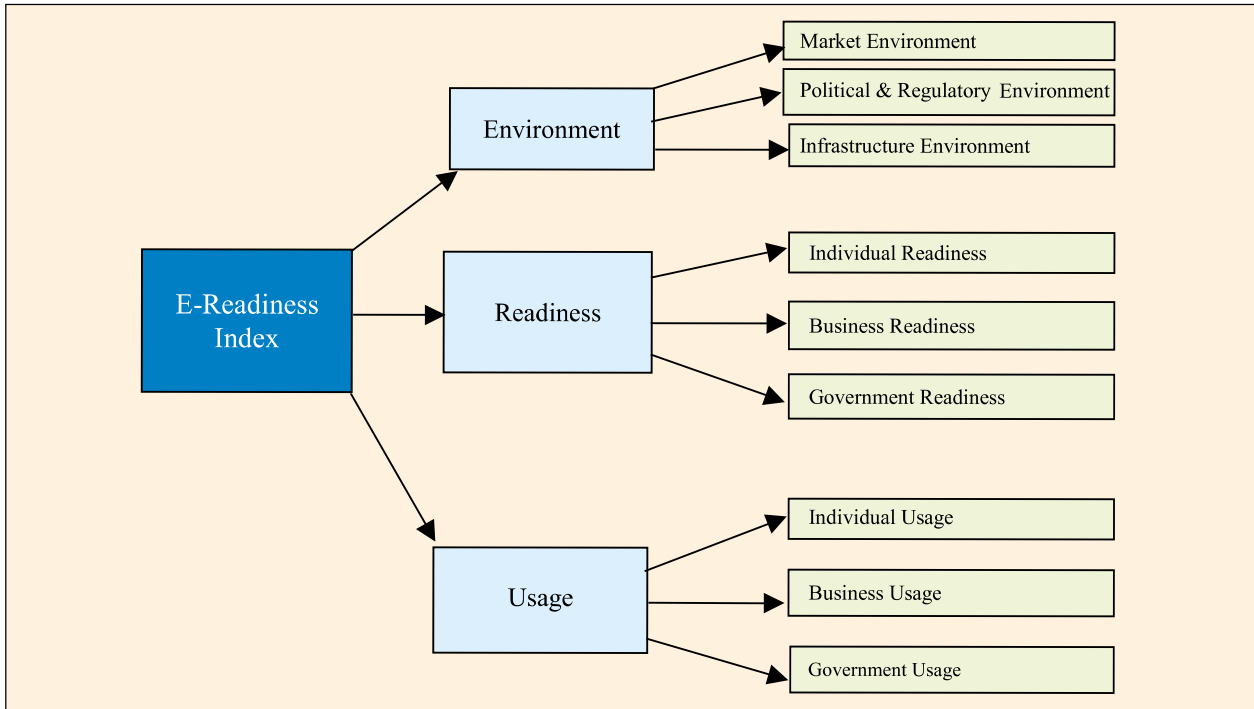 Market Environment
Political & Regulatory Environment
Environment
Infrastructure Environment
E-Readiness
Index
Readiness
Individual Readiness
Business Readiness
Government Readiness
Usage
Individual Usage
Business Usage
Government Usage